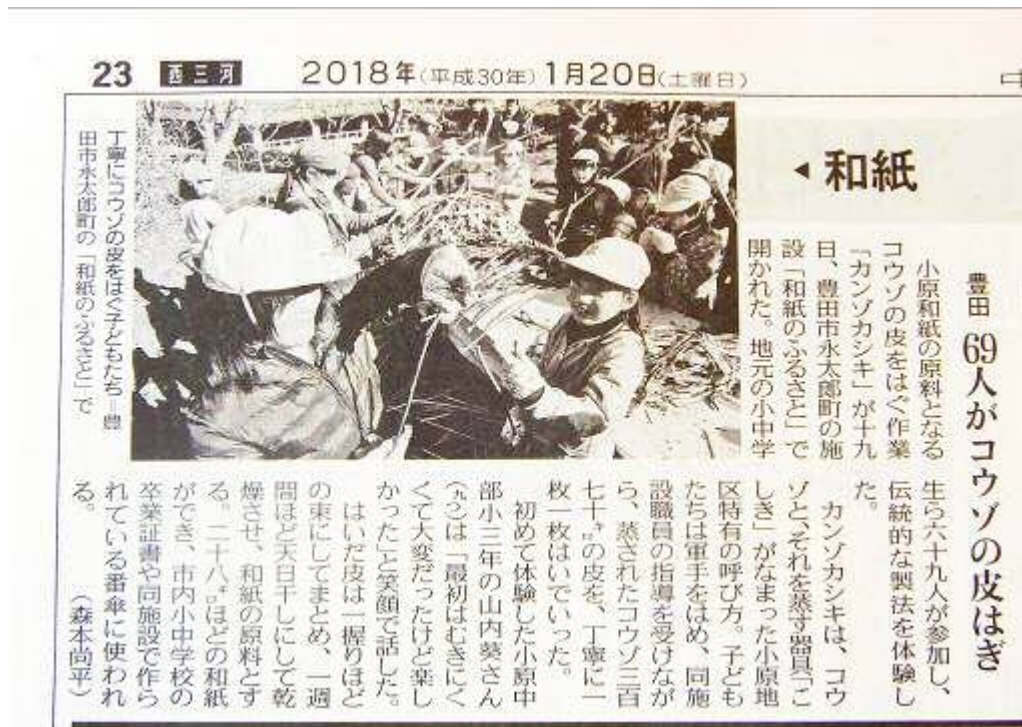 23 西三河 2018年(平成30年)1月20日(土曜日)
◀和紙
豊田 69人がコウゾの皮はぎ
小原和紙の原料となる
コウゾの皮をはぐ作業
「カンゾカシキ」が十九
日、豊田市永太郎町の施
設「和紙のふるさと」で
開かれた。地元の小中学
生ら六十九人が参加し、
伝統的な製法を体験し
た。
カンゾカシキは、コウ
ゾと、それを蒸す器具「こ
しき」がなまった小原地
区特有の呼び方。子ども
たちは軍手をはめ、同施
設職員の指導を受けなが
ら、蒸されたコウゾ三百
七十㌔の皮を、丁寧に一
枚一枚はいでいった。
初めて体験した小原中
部小三年の山内葵さん
(九つ)は「最初はむきにく
くて大変だったけど楽し
かった」と笑顔で話した。
はいだ皮は一握りほど
の束にしてまとめ、一週
間ほど天日干しにして乾
燥させ、和紙の原料とす
る。二十八㌔ほどの和紙
ができ、市内小中学校の
卒業証書や同施設で作ら
れている番傘に使われ
る。
(森本尚平)
丁寧にコウゾの皮をはぐ子どもたち=豊
田市永太郎町の「和紙のふるさと」で